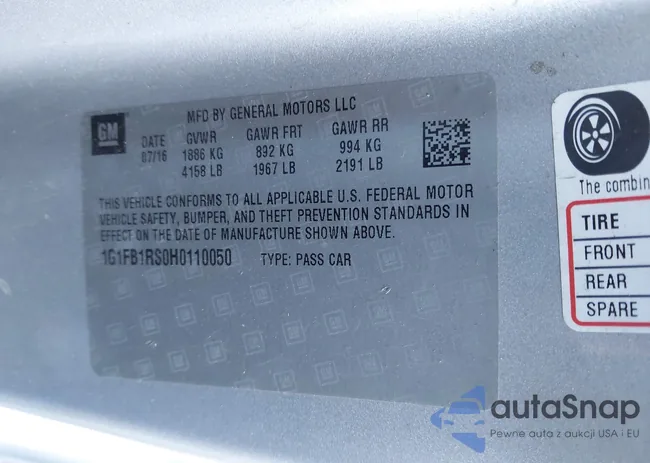 GM
MFD BY GENERAL MOTORS LLC
DATE GVWR GAWR FRT GAWR RR
07/16 1886 KG 892 KG 994 KG
4158 LB 1967 LB 2191 LB
THIS VEHICLE CONFORMS TO ALL APPLICABLE U.S. FEDERAL MOTOR
VEHICLE SAFETY, BUMPER, AND THEFT PREVENTION STANDARDS IN
EFFECT ON THE DATE OF MANUFACTURE SHOWN ABOVE.
1G1FB1RS0H0110050 TYPE: PASS CAR
The combin
TIRE
FRONT
REAR
SPARE
autaSnap
Pewne auta z aukcji USA i EU